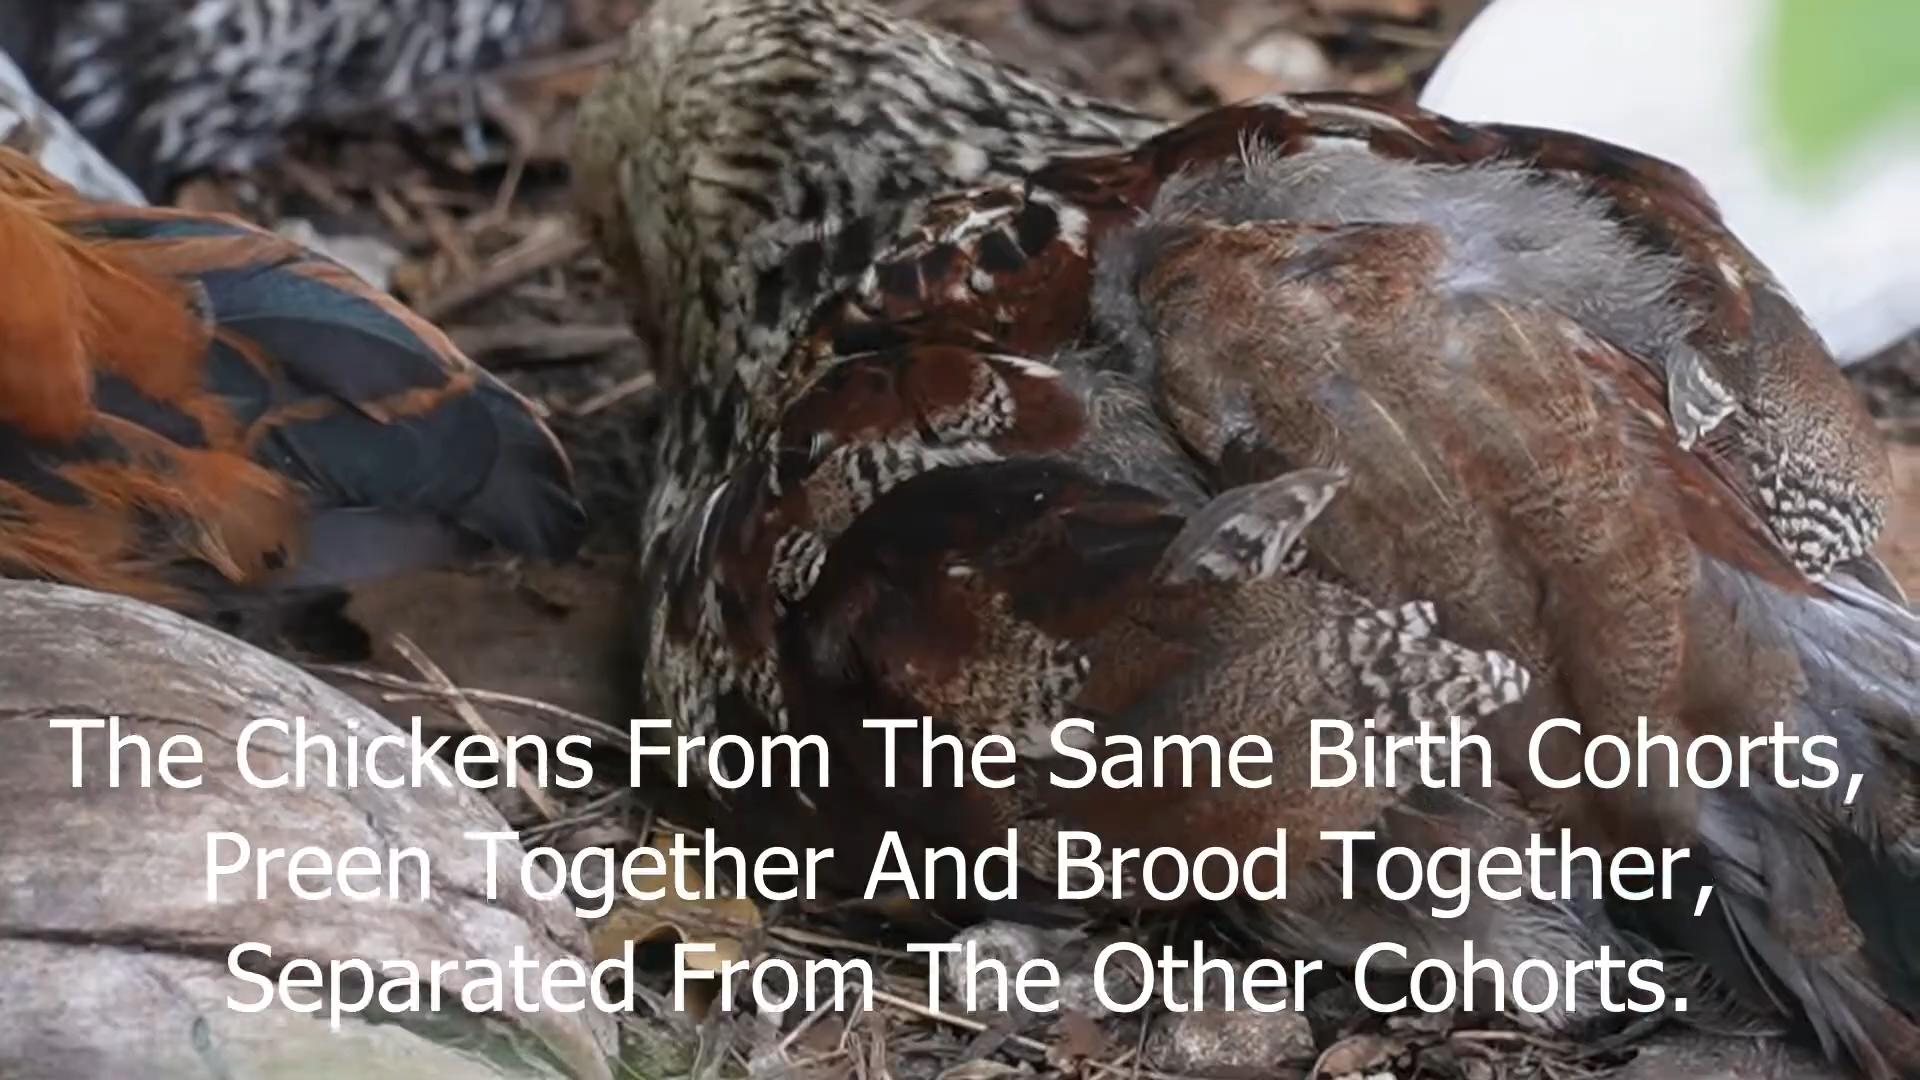 The Chickens From The Same Birth Cohorts,
Preen Together And Brood Together,
Separated From The Other Cohorts.